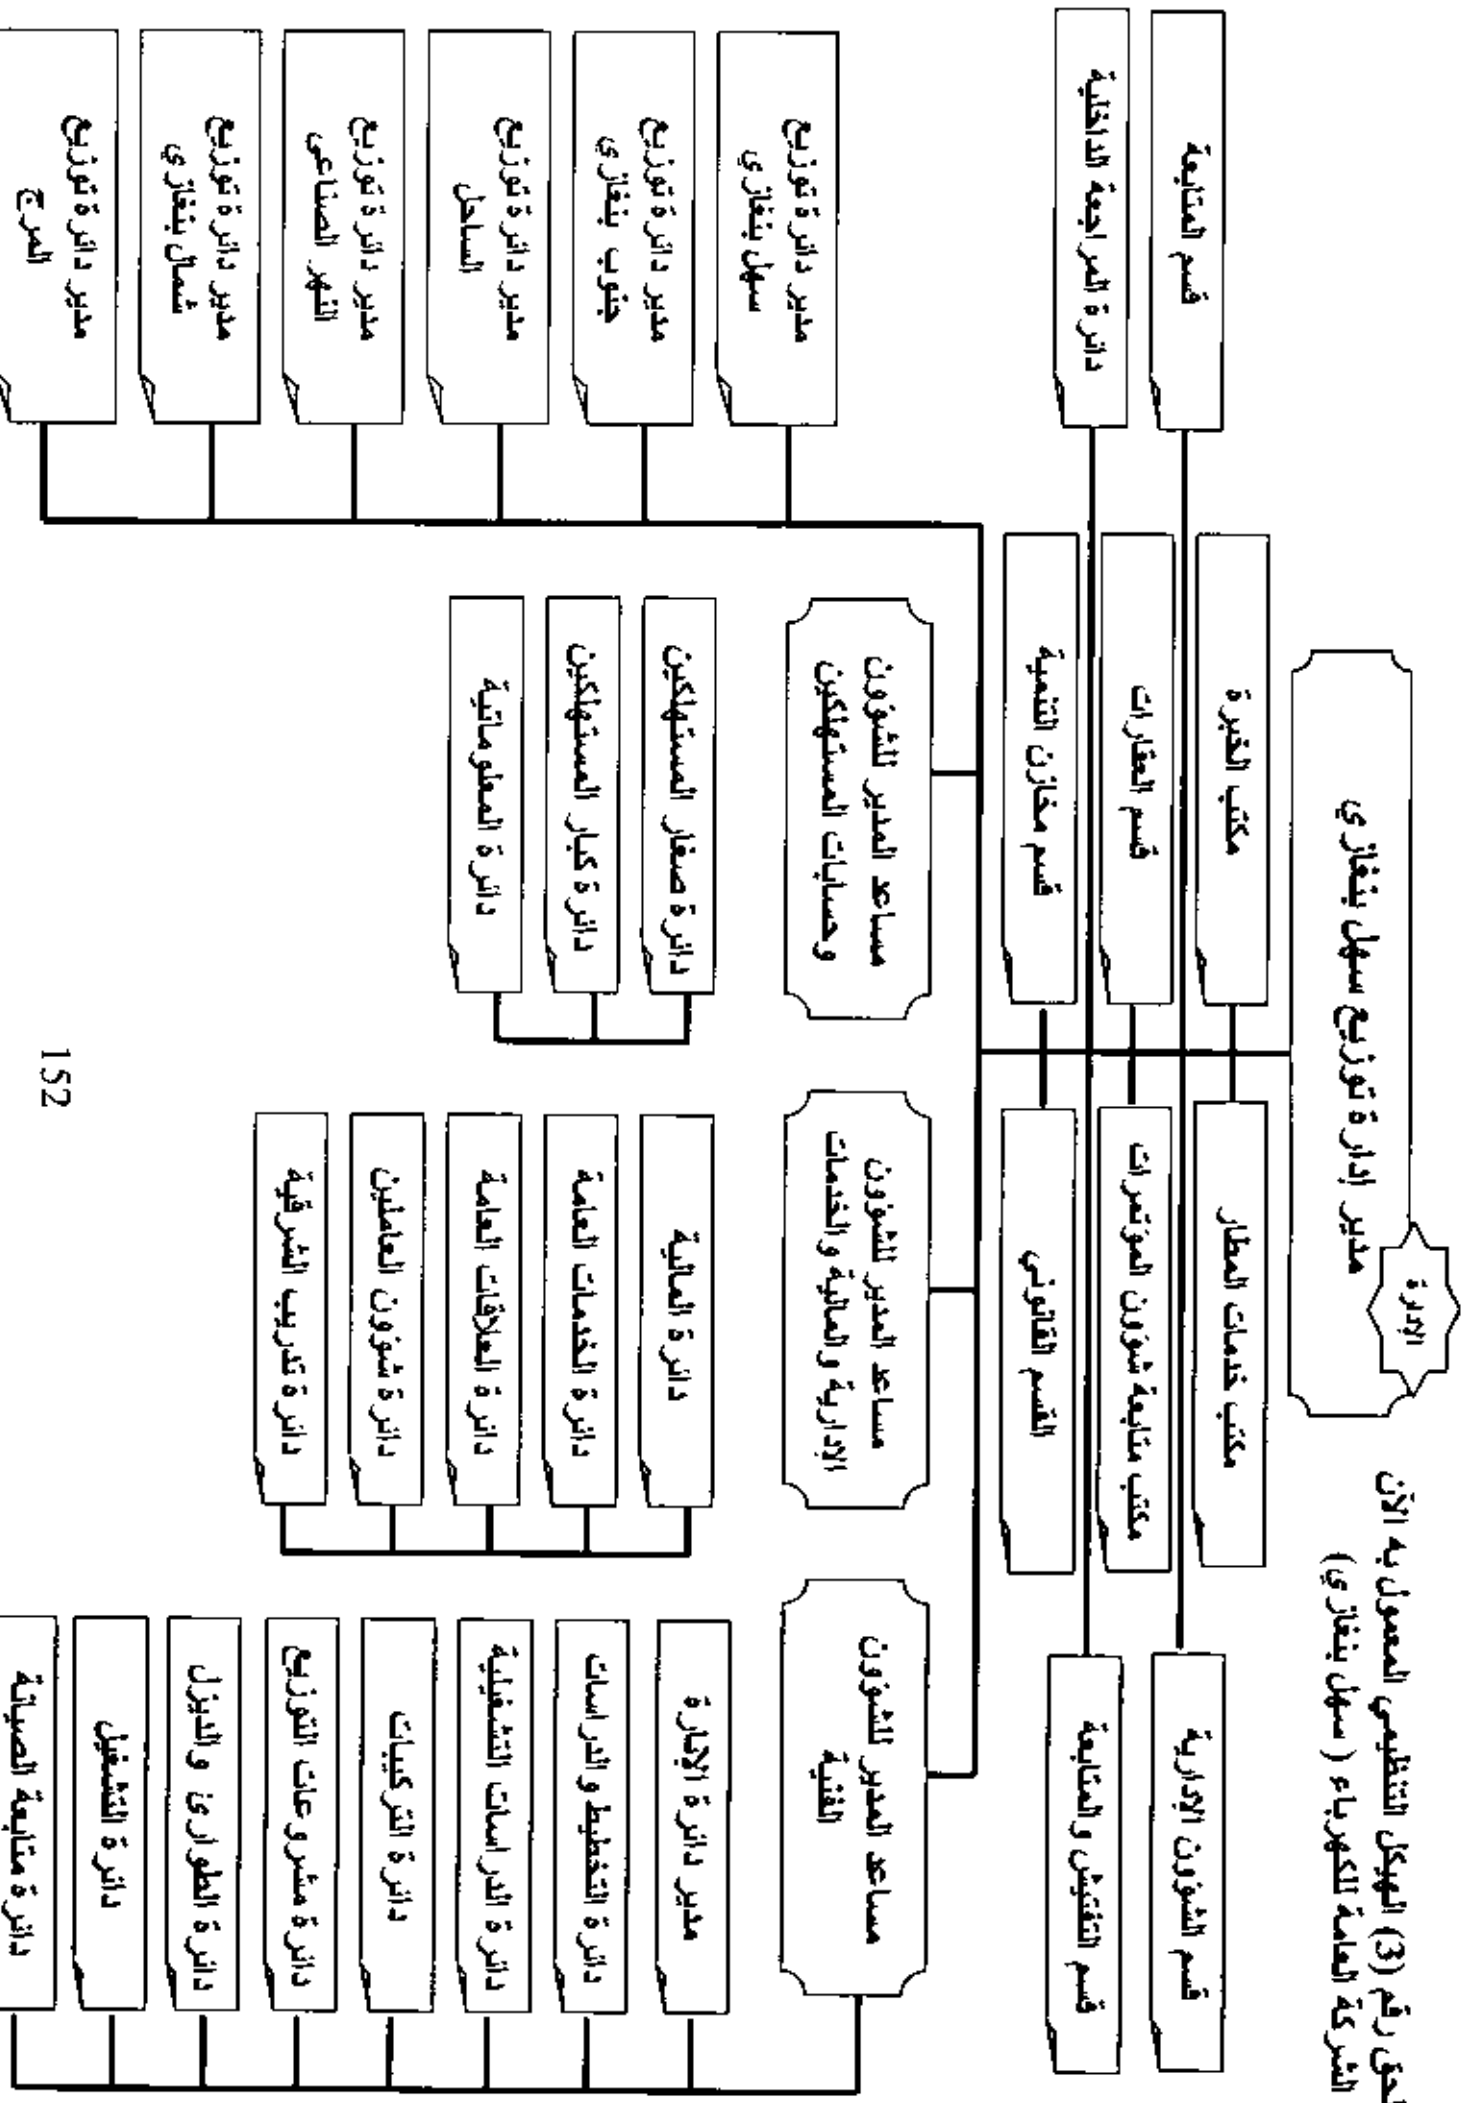 لحق رقم (3) الهيكل التنظيمي المعمول به الآن
الشركة العامة للكهرباء ( سهل بنغازي)
الإدارة
مدير إدارة توزيع سهل بنغازي
مكتب خدمات المطار
مكتب الخبرة
قسم الشؤون الإدارية
قسم المتابعة
مكتب متابعة شؤون المؤتمرات
قسم العقارات
قسم التفتيش والمتابعة
دائرة المراجعة الداخلية
القسم القانوني
قسم مخازن التنمية
مساعد المدير للشؤون
الفنية
مساعد المدير للشؤون
الإدارية والمالية والخدمات
مساعد المدير للشؤون
وحسابات المستهلكين
مدير دائرة الإنارة
دائرة التخطيط والدراسات
دائرة الدراسات التشغيلية
دائرة التركيبات
دائرة مشروعات التوزيع
دائرة الطوارئ والديزل
دائرة التشغيل
دائرة متابعة الصيانة
دائرة المالية
دائرة الخدمات العامة
دائرة العلاقات العامة
دائرة شؤون العاملين
دائرة تدريب الشرقية
دائرة صغار المستهلكين
دائرة كبار المستهلكين
دائرة المعلوماتية
مدير دائرة توزيع
سهل بنغازي
مدير دائرة توزيع
جنوب بنغازي
مدير دائرة توزيع
الساحل
مدير دائرة توزيع
النهر الصناعى
مدير دائرة توزيع
شمال بنغازي
مدير دائرة توزيع
المرج
152